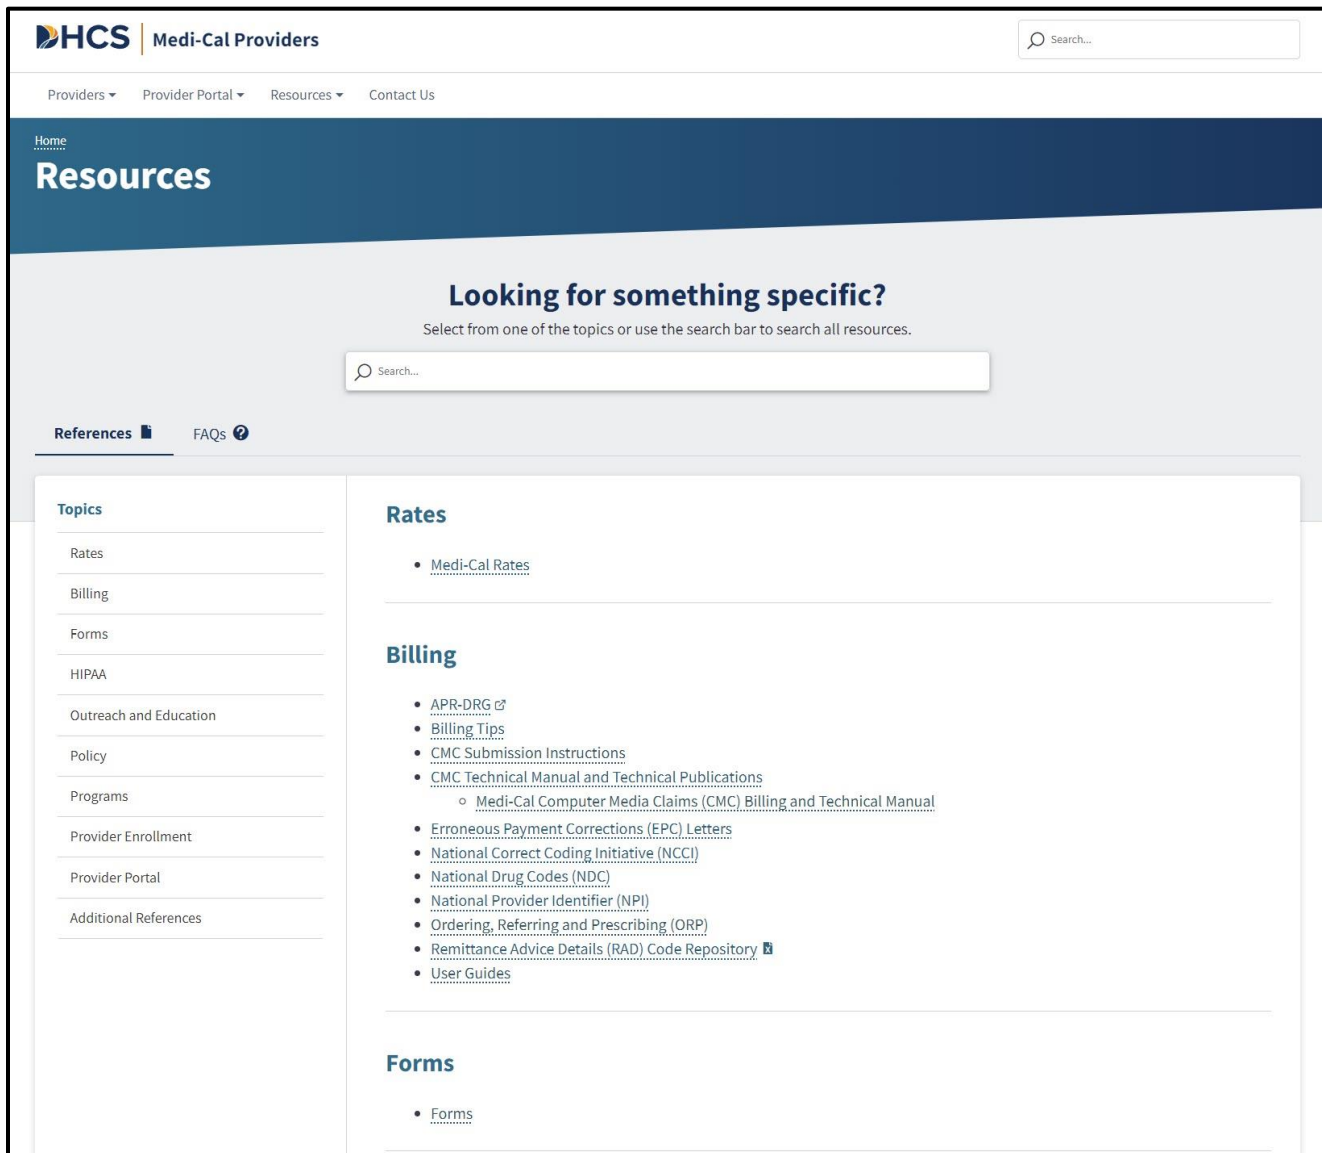 DHCS Medi-Cal Providers
Search...
Providers Provider Portal Resources Contact Us
Home
Resources
Looking for something specific?
Select from one of the topics or use the search bar to search all resources.
Search...
References FAQs
Topics
Rates
Billing
Forms
HIPAA
Outreach and Education
Policy
Programs
Provider Enrollment
Provider Portal
Additional References
Rates
Medi-Cal Rates
Billing
APR-DRG
Billing Tips
CMC Submission Instructions
CMC Technical Manual and Technical Publications
Medi-Cal Computer Media Claims (CMC) Billing and Technical Manual
Erroneous Payment Corrections (EPC) Letters
National Correct Coding Initiative (NCCI)
National Drug Codes (NDC)
National Provider Identifier (NPI)
Ordering, Referring and Prescribing (ORP)
Remittance Advice Details (RAD) Code Repository
User Guides
Forms
Forms